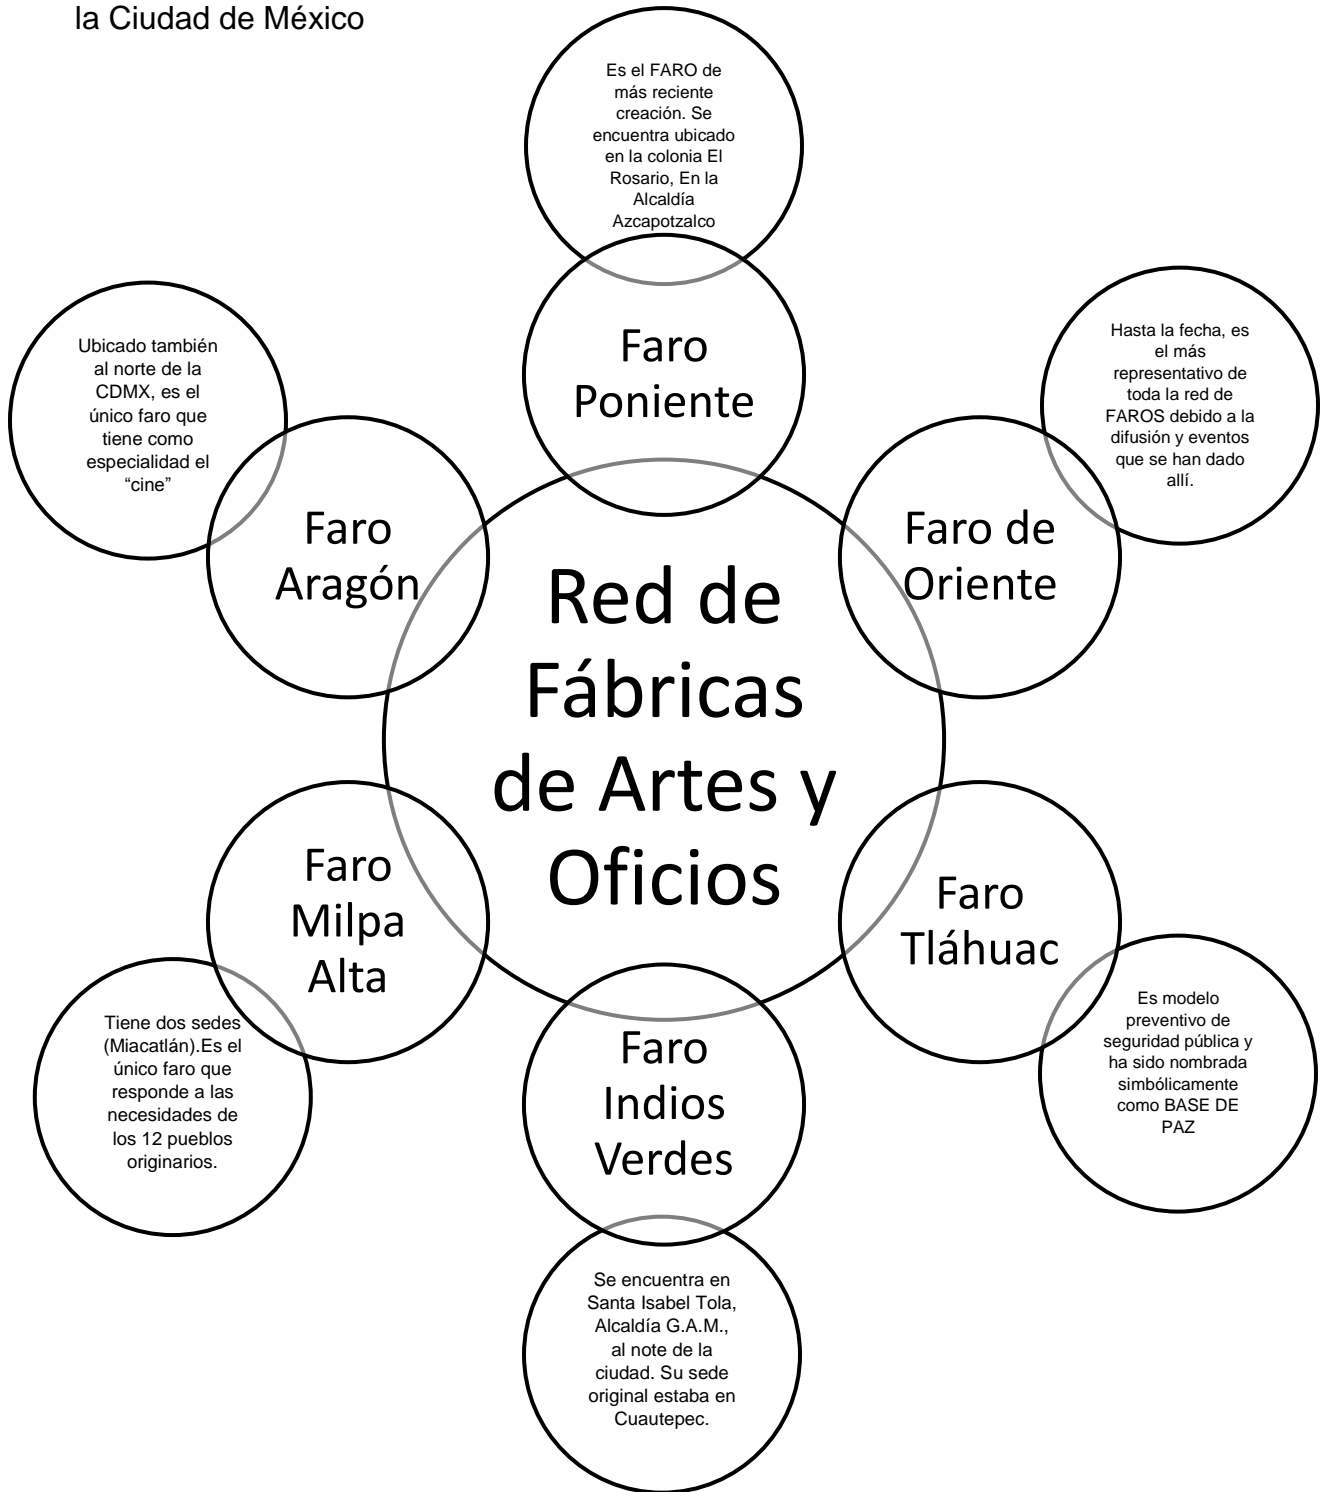 la Ciudad de México
Es el FARO de
más reciente
creación. Se
encuentra ubicado
en la colonia El
Rosario, En la
Alcaldía
Azcapotzalco
Faro
Poniente
Hasta la fecha, es
el más
representativo de
toda la red de
FAROS debido a la
difusión y eventos
que se han dado
allí.
Faro de
Oriente
Ubicado también
al norte de la
CDMX, es el
único faro que
tiene como
especialidad el
“cine”
Faro
Aragón
Red de
Fábricas
de Artes y
Oficios
Faro
Milpa
Alta
Tiene dos sedes
(Miacatlán).Es el
único faro que
responde a las
necesidades de
los 12 pueblos
originarios.
Faro
Tláhuac
Es modelo
preventivo de
seguridad pública y
ha sido nombrada
simbólicamente
como BASE DE
PAZ
Faro
Indios
Verdes
Se encuentra en
Santa Isabel Tola,
Alcaldía G.A.M.,
al note de la
ciudad. Su sede
original estaba en
Cuautepec.